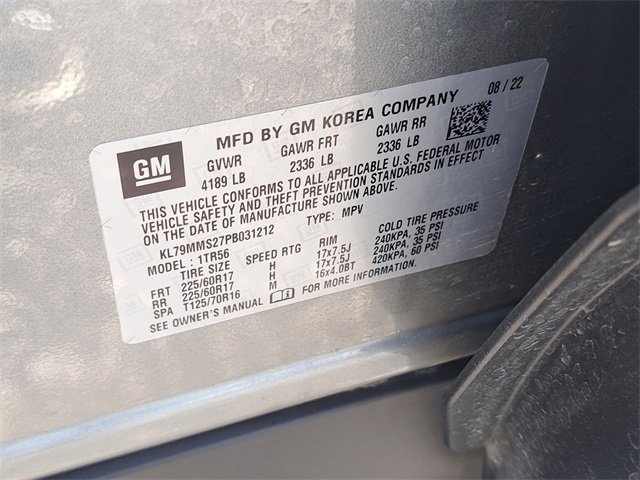 MFD BY GM KOREA COMPANY 08 / 22
GM
GVWR GAWR FRT GAWR RR
4189 LB 2336 LB 2336 LB
THIS VEHICLE CONFORMS TO ALL APPLICABLE U.S. FEDERAL MOTOR
VEHICLE SAFETY AND THEFT PREVENTION STANDARDS IN EFFECT
ON THE DATE OF MANUFACTURE SHOWN ABOVE.
KL79MMS27PB031212 TYPE: MPV
MODEL: 1TR56
TIRE SIZE SPEED RTG RIM COLD TIRE PRESSURE
FRT 225/60R17 H 17x7.5J 240KPA, 35 PSI
RR 225/60R17 H 17x7.5J 240KPA, 35 PSI
SPA T125/70R16 M 16x4.0BT 420KPA, 60 PSI
SEE OWNER'S MANUAL FOR MORE INFORMATION.